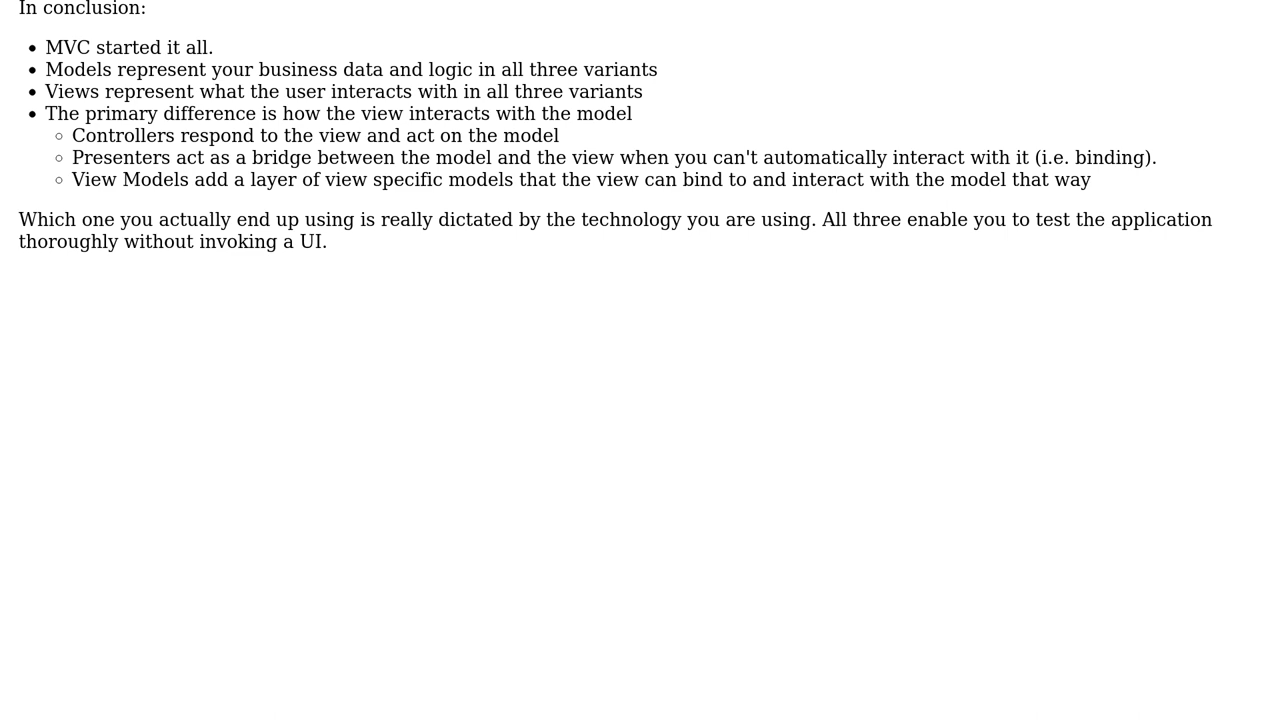 In conclusion:
MVC started it all.
Models represent your business data and logic in all three variants
Views represent what the user interacts with in all three variants
The primary difference is how the view interacts with the model
Controllers respond to the view and act on the model
Presenters act as a bridge between the model and the view when you can't automatically interact with it (i.e. binding).
View Models add a layer of view specific models that the view can bind to and interact with the model that way
Which one you actually end up using is really dictated by the technology you are using. All three enable you to test the application
thoroughly without invoking a UI.